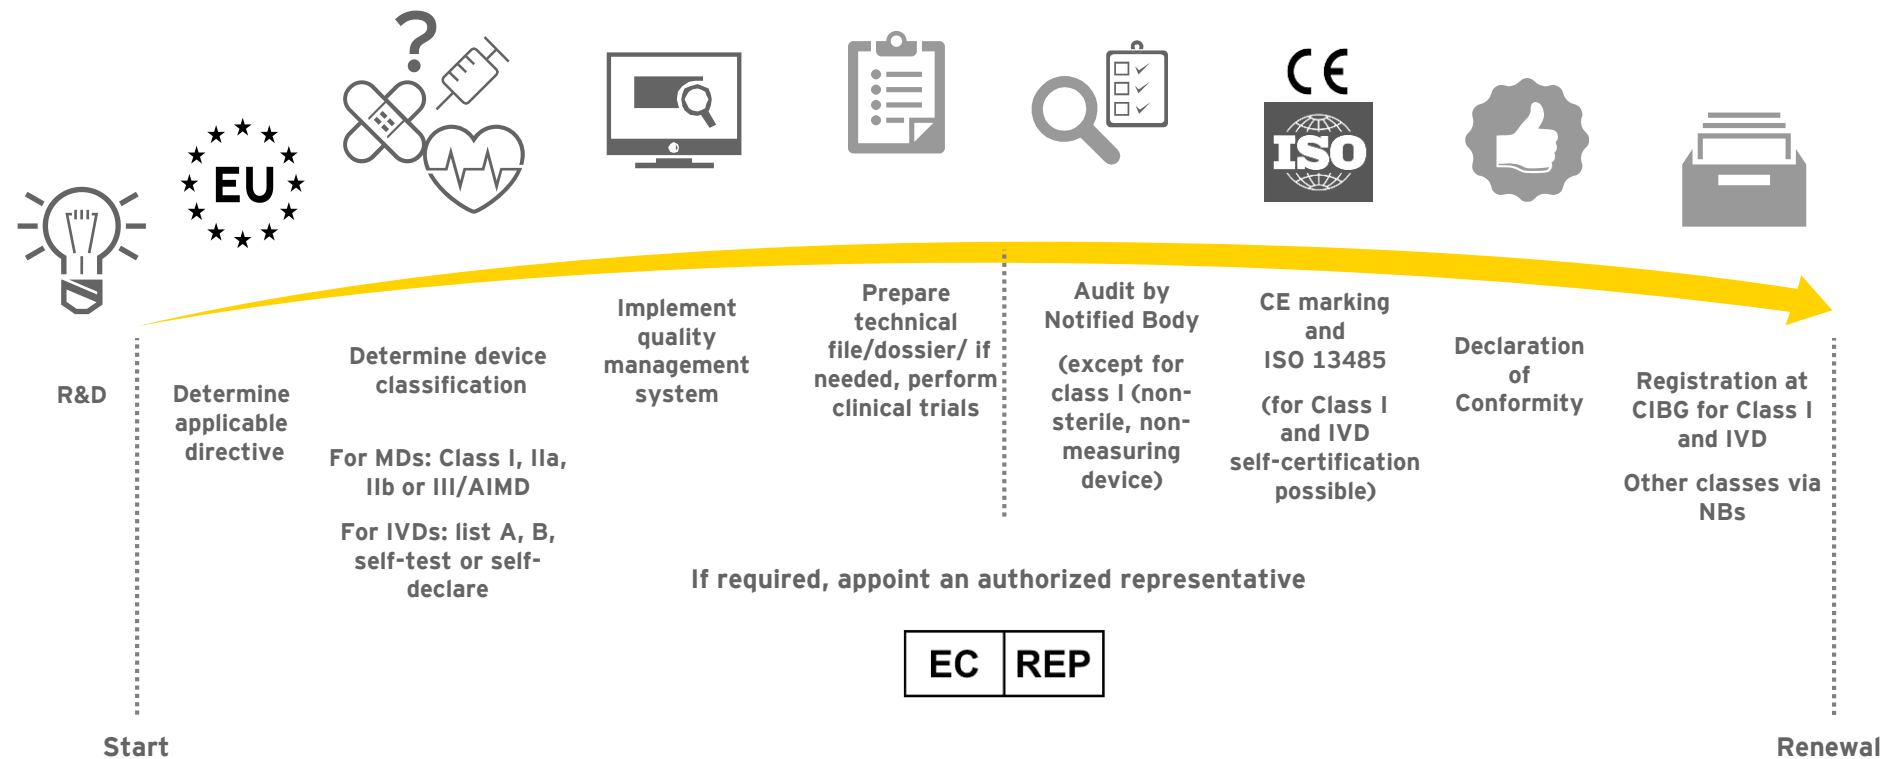 ?
EU
CE
ISO
R&D
Determine
applicable
directive
Determine device
classification
For MDs: Class I, IIa,
IIb or III/AIMD
For IVDs: list A, B,
self-test or self-
declare
Implement
quality
management
system
Prepare
technical
file/dossier/ if
needed, perform
clinical trials
Audit by
Notified Body
(except for
class I (non-
sterile, non-
measuring
device)
CE marking
and
ISO 13485
(for Class I
and IVD
self-certification
possible)
Declaration
of
Conformity
Registration at
CIBG for Class I
and IVD
Other classes via
NBs
If required, appoint an authorized representative
EC REP
Start
Renewal